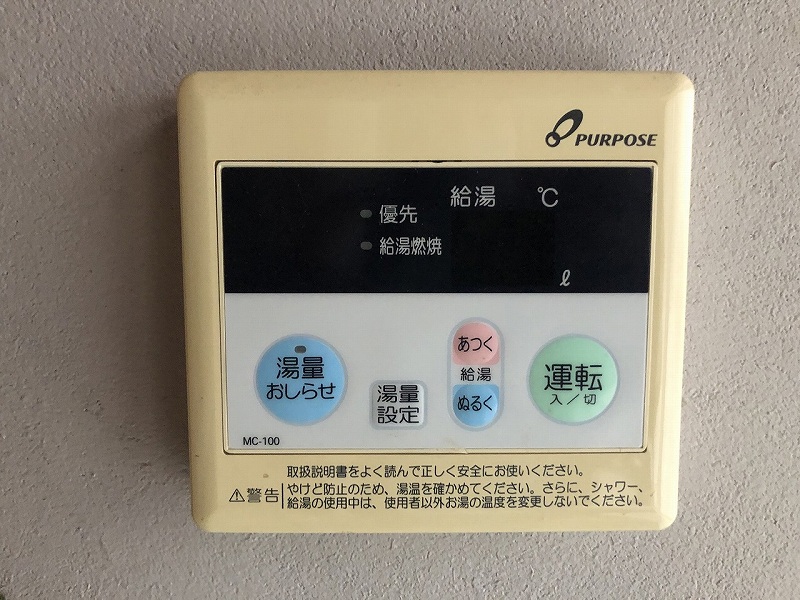 PURPOSE
給湯 ℃
優先
給湯燃焼
ℓ
湯量
おしらせ
湯量
設定
あつく
給湯
ぬるく
運転
入／切
MC-100
取扱説明書をよく読んで正しく安全にお使いください。
⚠警告 やけど防止のため、湯温を確かめてください。さらに、シャワー、
給湯の使用中は、使用者以外お湯の温度を変更しないでください。